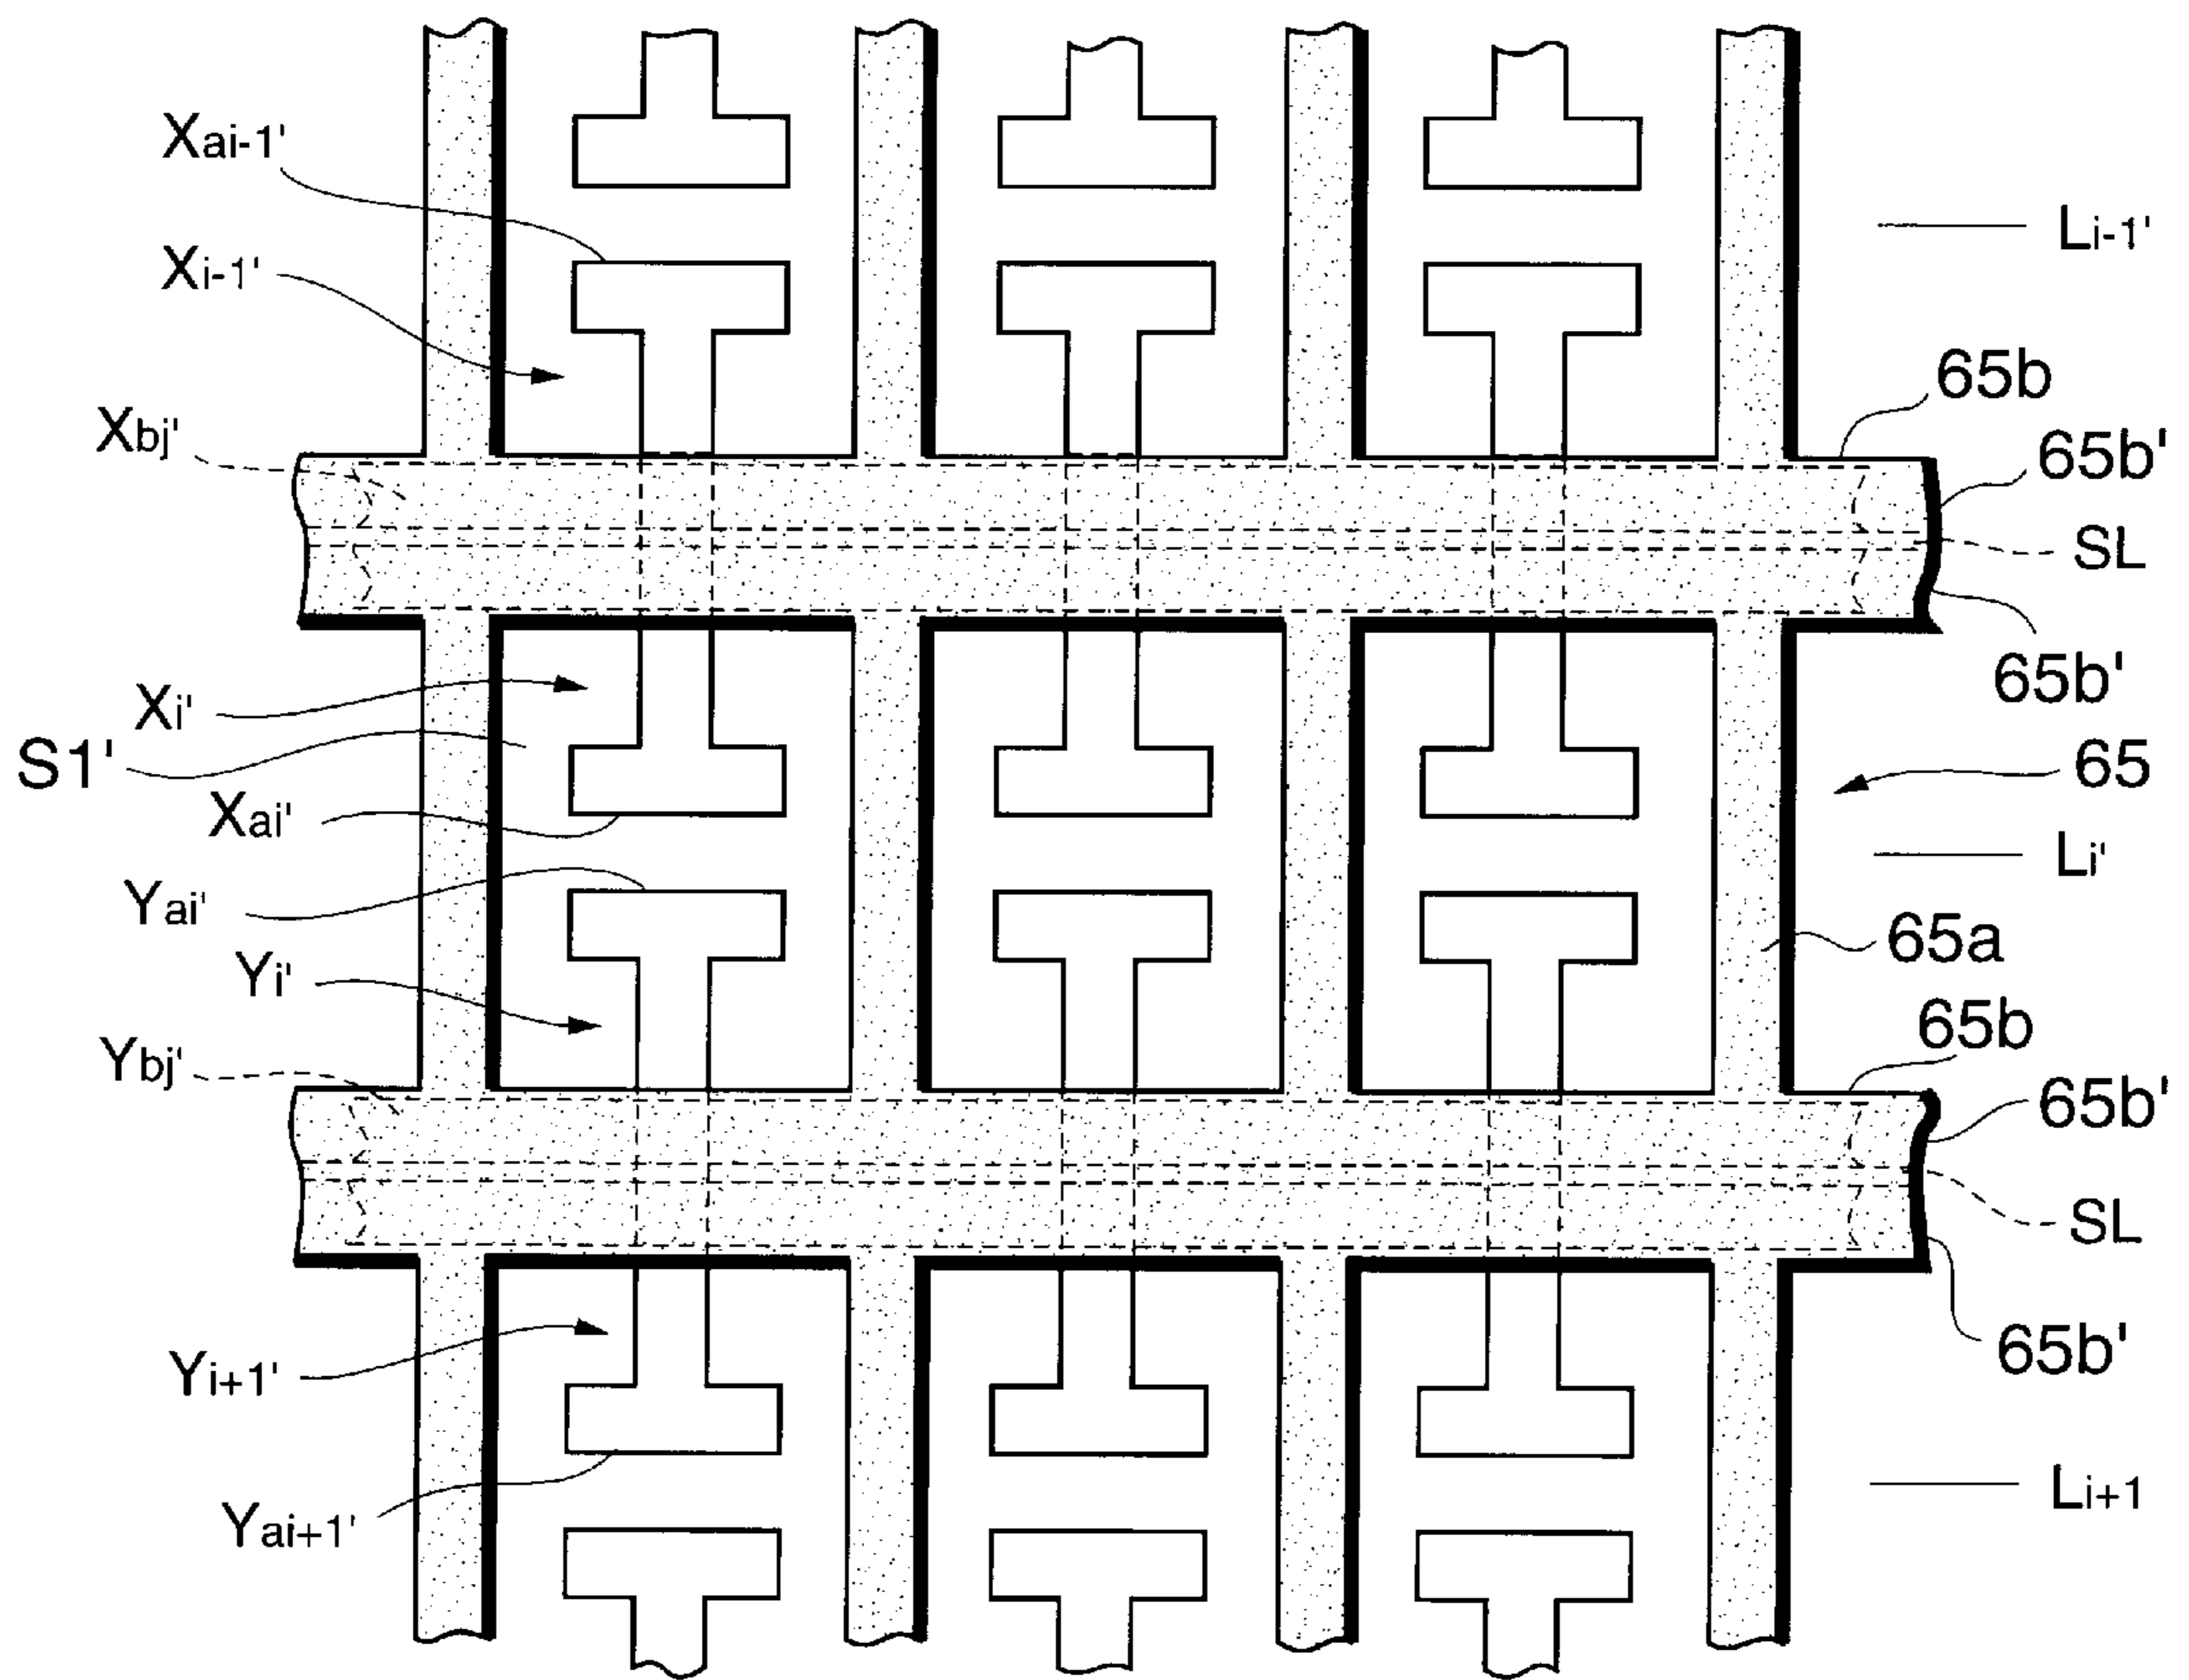 Xai-1'
Li-1'
Xi-1'
65b
Xbj'
65b'
SL
65b'
Xi'
S1'
65
Xai'
Li'
Yai'
65a
Yi'
65b
Ybj'
65b'
SL
65b'
Yi+1'
Li+1
Yai+1'